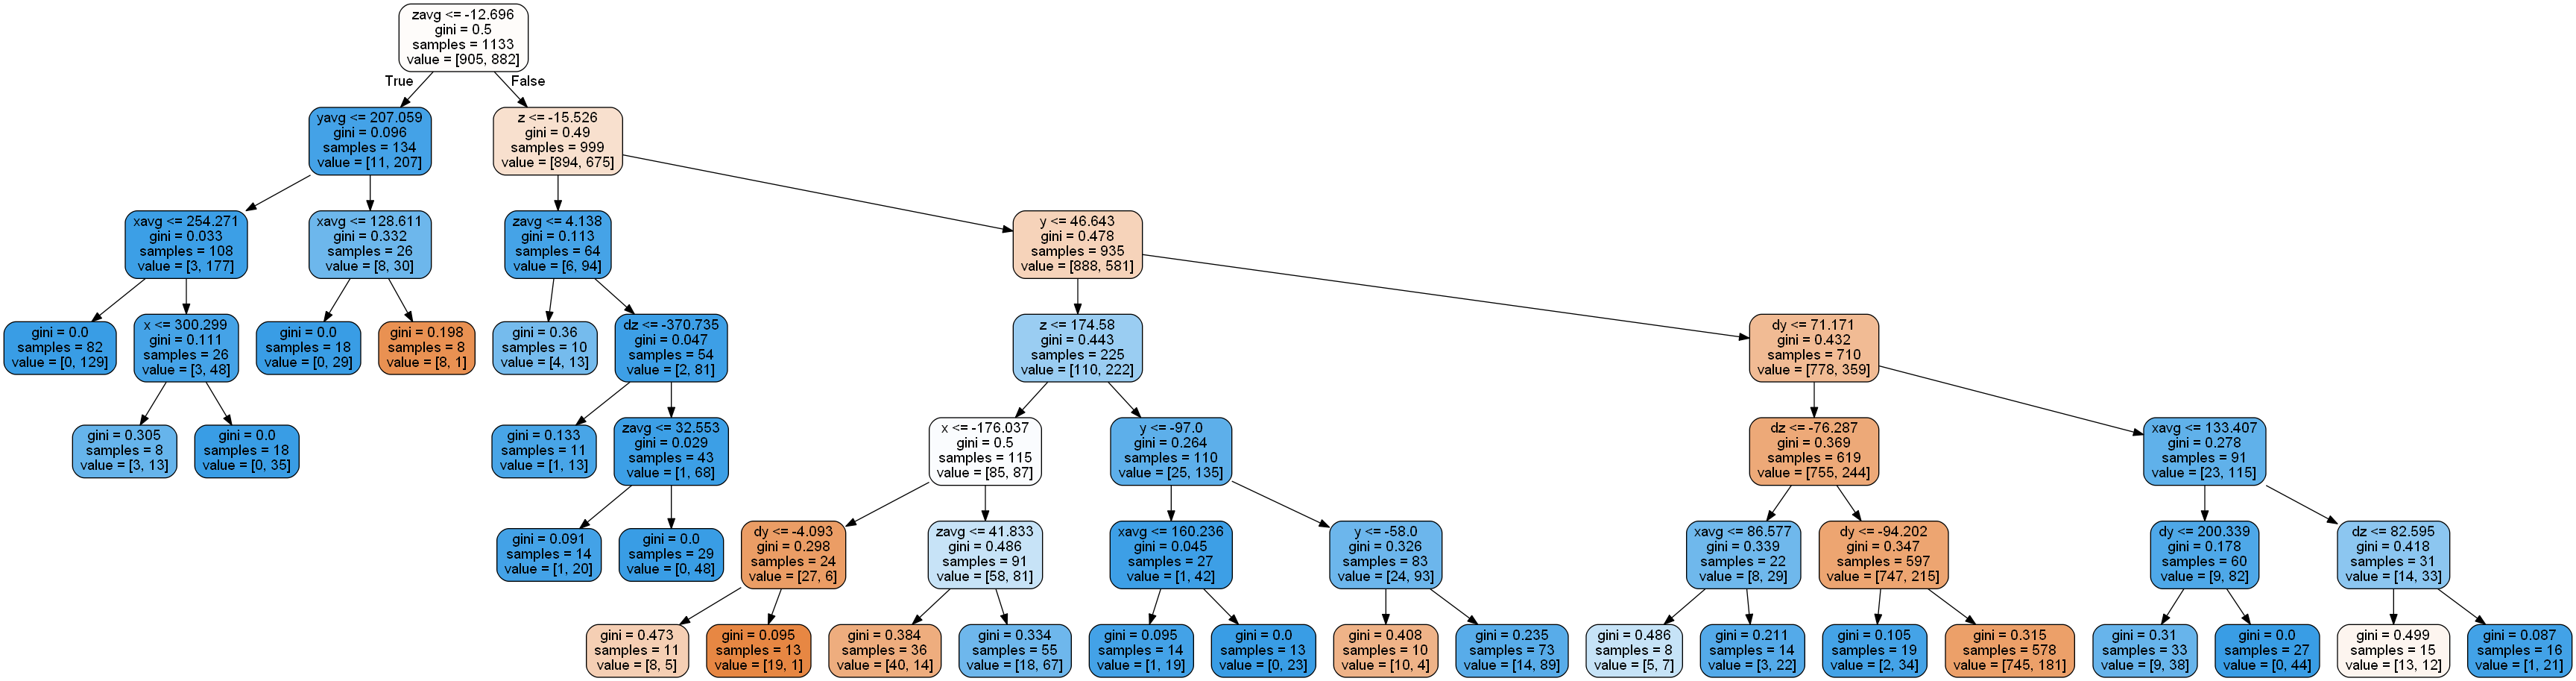 zavg <= -12.696
gini = 0.5
samples = 1133
value = [905, 882]
True
False
yavg <= 207.059
gini = 0.096
samples = 134
value = [11, 207]
z <= -15.526
gini = 0.49
samples = 999
value = [894, 675]
xavg <= 254.271
gini = 0.033
samples = 108
value = [3, 177]
xavg <= 128.611
gini = 0.332
samples = 26
value = [8, 30]
zavg <= 4.138
gini = 0.113
samples = 64
value = [6, 94]
y <= 46.643
gini = 0.478
samples = 935
value = [888, 581]
gini = 0.0
samples = 82
value = [0, 129]
x <= 300.299
gini = 0.111
samples = 26
value = [3, 48]
gini = 0.0
samples = 18
value = [0, 29]
gini = 0.198
samples = 8
value = [8, 1]
gini = 0.36
samples = 10
value = [4, 13]
dz <= -370.735
gini = 0.047
samples = 54
value = [2, 81]
z <= 174.58
gini = 0.443
samples = 225
value = [110, 222]
dy <= 71.171
gini = 0.432
samples = 710
value = [778, 359]
gini = 0.305
samples = 8
value = [3, 13]
gini = 0.0
samples = 18
value = [0, 35]
gini = 0.133
samples = 11
value = [1, 13]
zavg <= 32.553
gini = 0.029
samples = 43
value = [1, 68]
x <= -176.037
gini = 0.5
samples = 115
value = [85, 87]
y <= -97.0
gini = 0.264
samples = 110
value = [25, 135]
dz <= -76.287
gini = 0.369
samples = 619
value = [755, 244]
xavg <= 133.407
gini = 0.278
samples = 91
value = [23, 115]
gini = 0.091
samples = 14
value = [1, 20]
gini = 0.0
samples = 29
value = [0, 48]
dy <= -4.093
gini = 0.298
samples = 24
value = [27, 6]
zavg <= 41.833
gini = 0.486
samples = 91
value = [58, 81]
xavg <= 160.236
gini = 0.045
samples = 27
value = [1, 42]
y <= -58.0
gini = 0.326
samples = 83
value = [24, 93]
xavg <= 86.577
gini = 0.339
samples = 22
value = [8, 29]
dy <= -94.202
gini = 0.347
samples = 597
value = [747, 215]
dy <= 200.339
gini = 0.178
samples = 60
value = [9, 82]
dz <= 82.595
gini = 0.418
samples = 31
value = [14, 33]
gini = 0.473
samples = 11
value = [8, 5]
gini = 0.095
samples = 13
value = [19, 1]
gini = 0.384
samples = 36
value = [40, 14]
gini = 0.334
samples = 55
value = [18, 67]
gini = 0.095
samples = 14
value = [1, 19]
gini = 0.0
samples = 13
value = [0, 23]
gini = 0.408
samples = 10
value = [10, 4]
gini = 0.235
samples = 73
value = [14, 89]
gini = 0.486
samples = 8
value = [5, 7]
gini = 0.211
samples = 14
value = [3, 22]
gini = 0.105
samples = 19
value = [2, 34]
gini = 0.315
samples = 578
value = [745, 181]
gini = 0.31
samples = 33
value = [9, 38]
gini = 0.0
samples = 27
value = [0, 44]
gini = 0.499
samples = 15
value = [13, 12]
gini = 0.087
samples = 16
value = [1, 21]